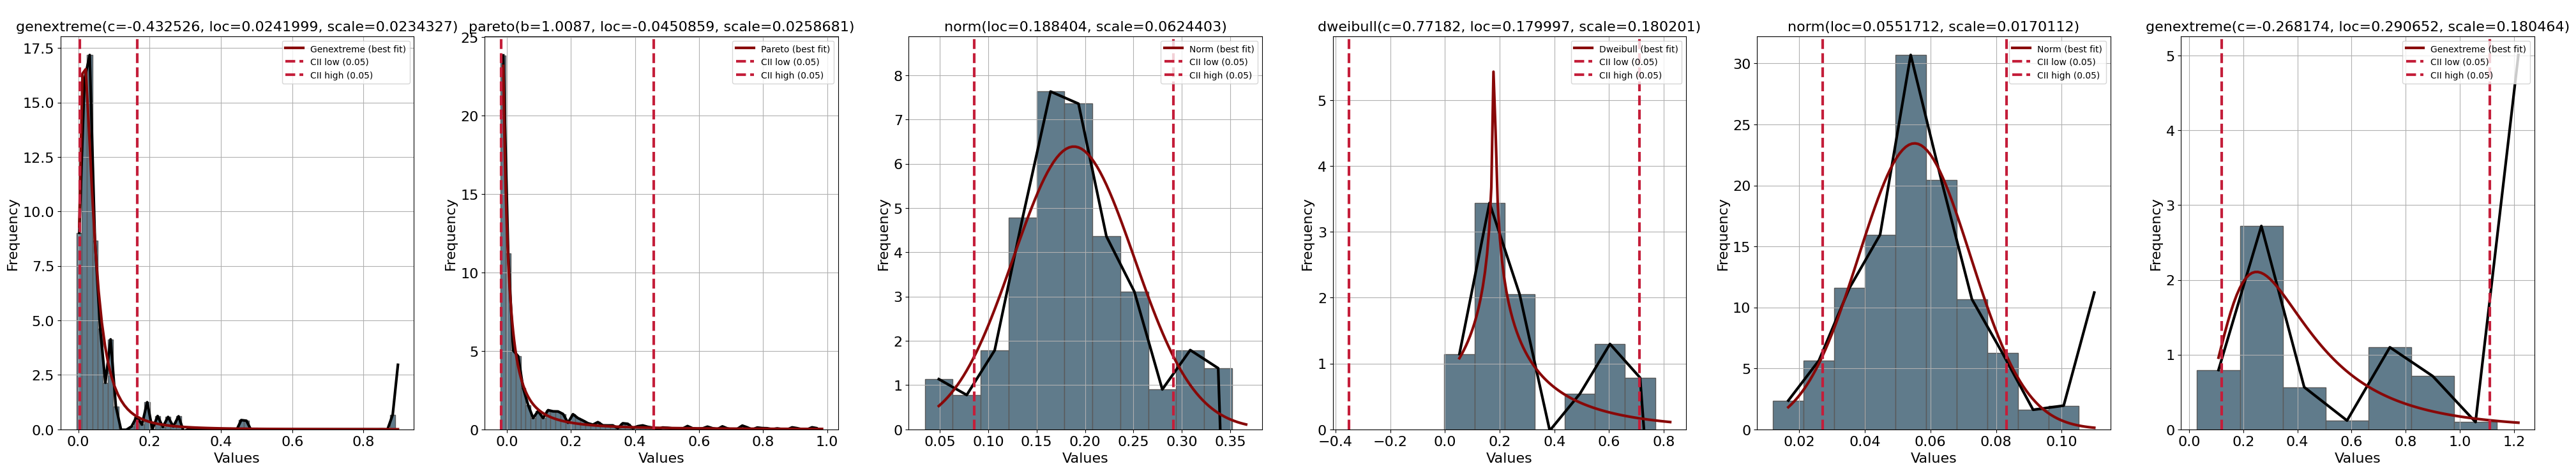 genextreme(c=-0.432526, loc=0.0241999, scale=0.0234327)
Genextreme (best fit)
CII low (0.05)
CII high (0.05)
Frequency
17.5
15.0
12.5
10.0
7.5
5.0
2.5
0.0
0.0 0.2 0.4 0.6 0.8
Values
pareto(b=1.0087, loc=-0.0450859, scale=0.0258681)
Pareto (best fit)
CII low (0.05)
CII high (0.05)
Frequency
25
20
15
10
5
0
0.0 0.2 0.4 0.6 0.8 1.0
Values
norm(loc=0.188404, scale=0.0624403)
Norm (best fit)
CII low (0.05)
CII high (0.05)
Frequency
8
7
6
5
4
3
2
1
0
0.05 0.10 0.15 0.20 0.25 0.30 0.35
Values
dweibull(c=0.77182, loc=0.179997, scale=0.180201)
Dweibull (best fit)
CII low (0.05)
CII high (0.05)
Frequency
5
4
3
2
1
0
−0.4 −0.2 0.0 0.2 0.4 0.6 0.8
Values
norm(loc=0.0551712, scale=0.0170112)
Norm (best fit)
CII low (0.05)
CII high (0.05)
Frequency
30
25
20
15
10
5
0
0.02 0.04 0.06 0.08 0.10
Values
genextreme(c=-0.268174, loc=0.290652, scale=0.180464)
Genextreme (best fit)
CII low (0.05)
CII high (0.05)
Frequency
5
4
3
2
1
0
0.0 0.2 0.4 0.6 0.8 1.0 1.2
Values